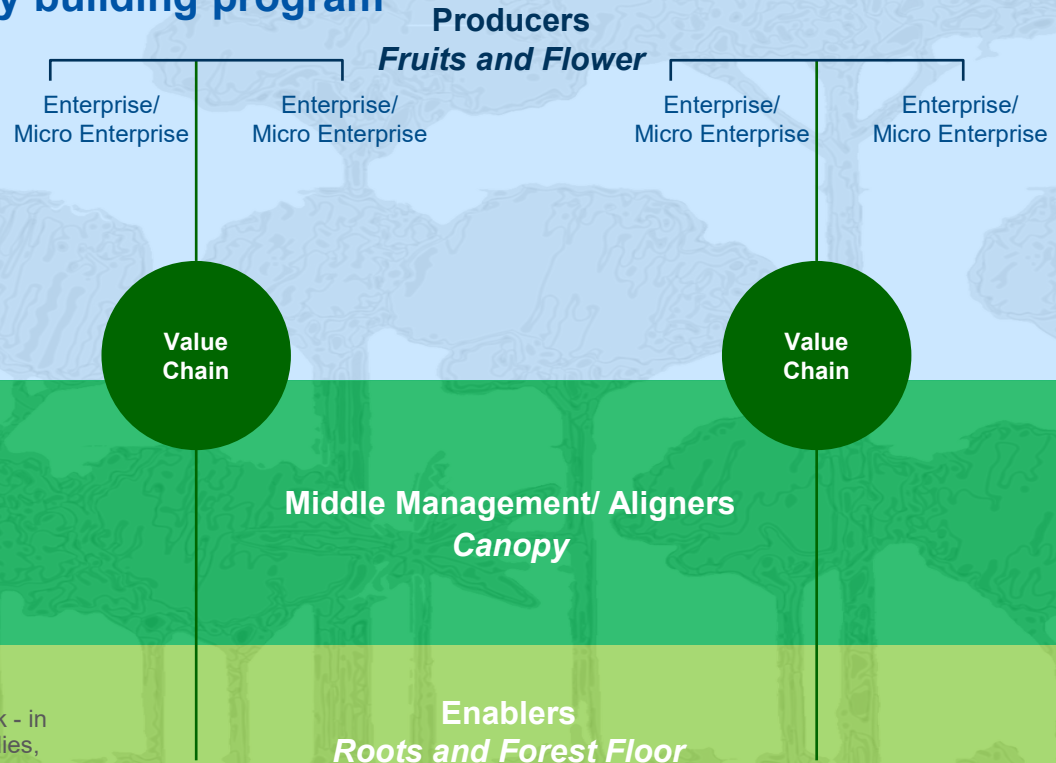 y building program
Producers
Fruits and Flower
Enterprise/
Micro Enterprise
Enterprise/
Micro Enterprise
Enterprise/
Micro Enterprise
Enterprise/
Micro Enterprise
Value
Chain
Value
Chain
Middle Management/ Aligners
Canopy
- in
Enablers
Roots and Forest Floor